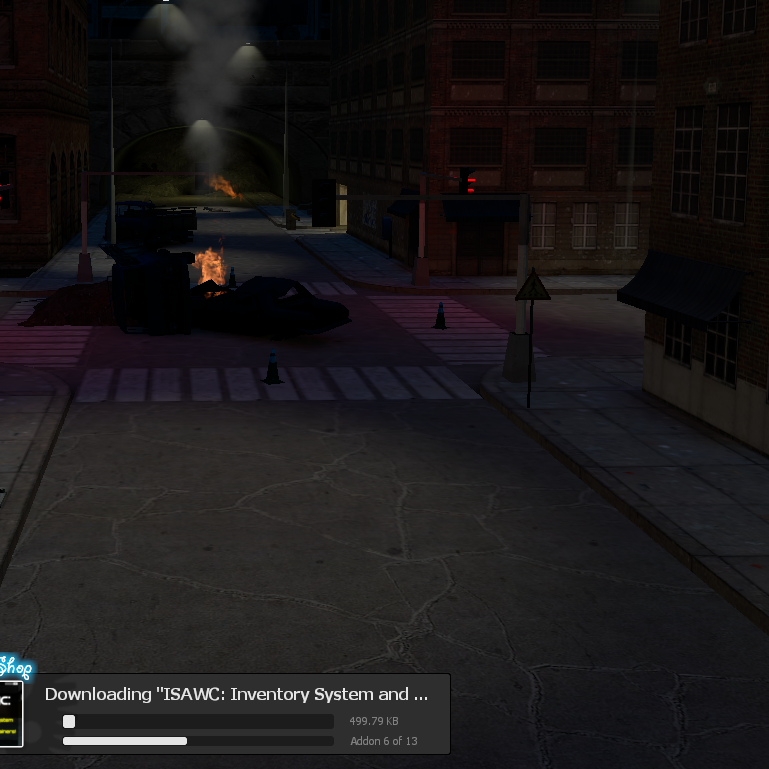 Shop
Downloading "ISAWC: Inventory System and ...
499.79 KB
Addon 6 of 13